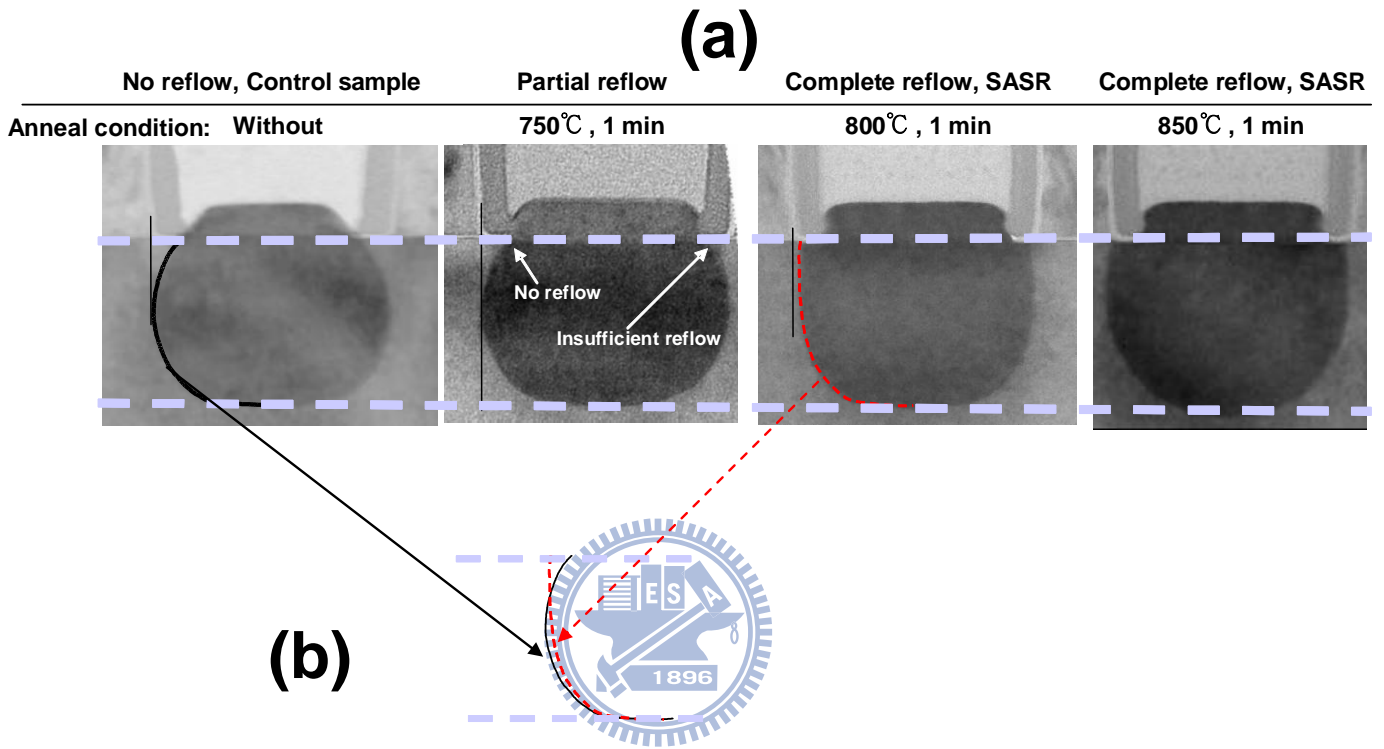 (a)
No reflow, Control sample Partial reflow Complete reflow, SASR Complete reflow, SASR
Anneal condition: Without 750℃ , 1 min 800℃ , 1 min 850℃ , 1 min
No reflow
Insufficient reflow
E S A
8
(b)
1896